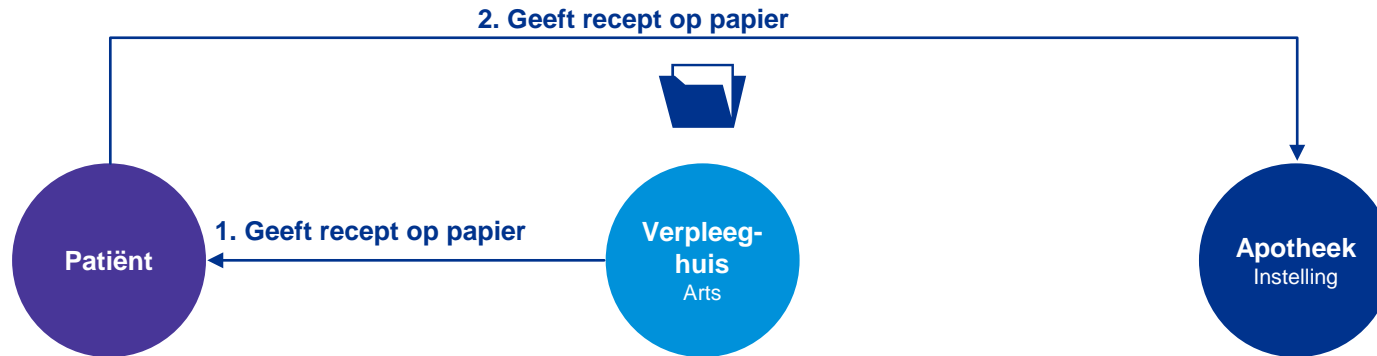 2. Geeft recept op papier
1. Geeft recept op papier
Patiënt
Verpleeg-
huis
Arts
Apotheek
Instelling